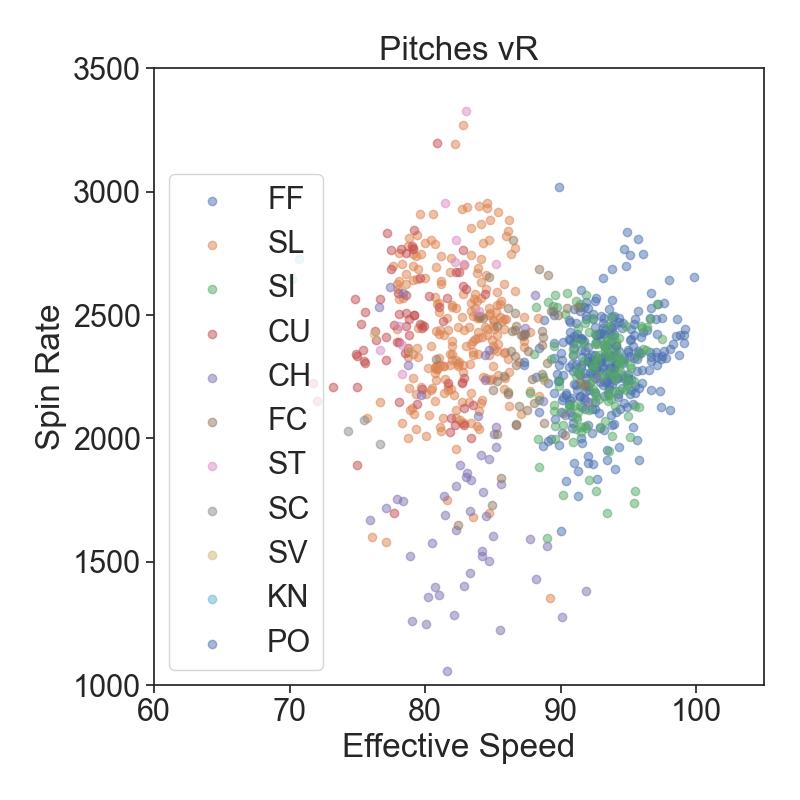 Pitches vR
3500
3000
2500
2000
1500
1000
Spin Rate
FF
SL
SI
CU
CH
FC
ST
SC
SV
KN
PO
60 70 80 90 100
Effective Speed